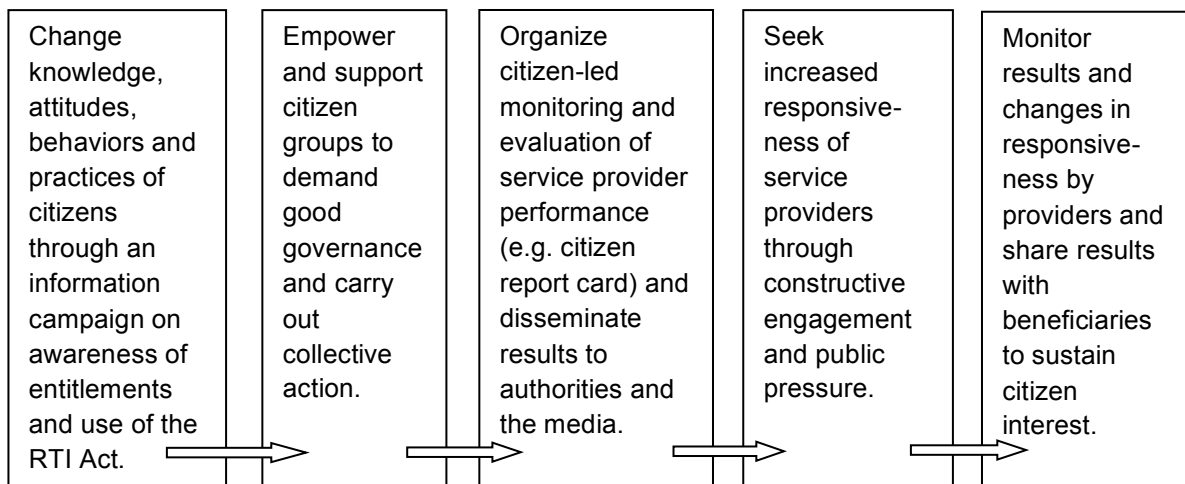 Change
knowledge,
attitudes,
behaviors and
practices of
citizens
through an
information
campaign on
awareness of
entitlements
and use of the
RTI Act.
Empower
and support
citizen
groups to
demand
good
governance
and carry
out
collective
action.
Organize
citizen-led
monitoring and
evaluation of
service provider
performance
(e.g. citizen
report card) and
disseminate
results to
authorities and
the media.
Seek
increased
responsive-
ness of
service
providers
through
constructive
engagement
and public
pressure.
Monitor
results and
changes in
responsive-
ness by
providers and
share results
with
beneficiaries
to sustain
citizen
interest.